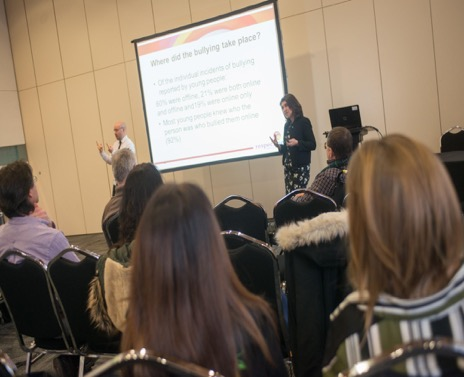 Where did the bullying take place?
• Of the individual incidents of bullying
reported by young people:
60% were offline, 21% were both online
and offline and 19% were online only
• Most young people knew who the
person was who bullied them online
(82%)